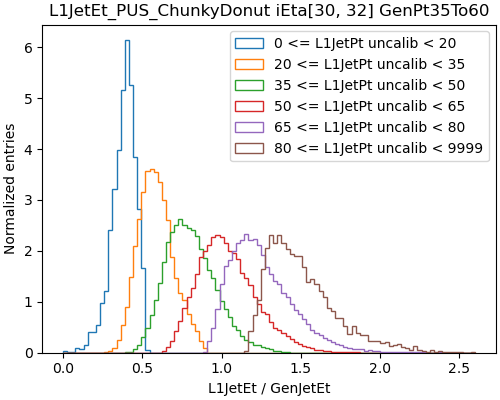 L1JetEt_PUS_ChunkyDonut iEta[30, 32] GenPt35To60
0 <= L1JetPt uncalib < 20
20 <= L1JetPt uncalib < 35
35 <= L1JetPt uncalib < 50
50 <= L1JetPt uncalib < 65
65 <= L1JetPt uncalib < 80
80 <= L1JetPt uncalib < 9999
Normalized entries
6
5
4
3
2
1
0
0.0 0.5 1.0 1.5 2.0 2.5
L1JetEt / GenJetEt